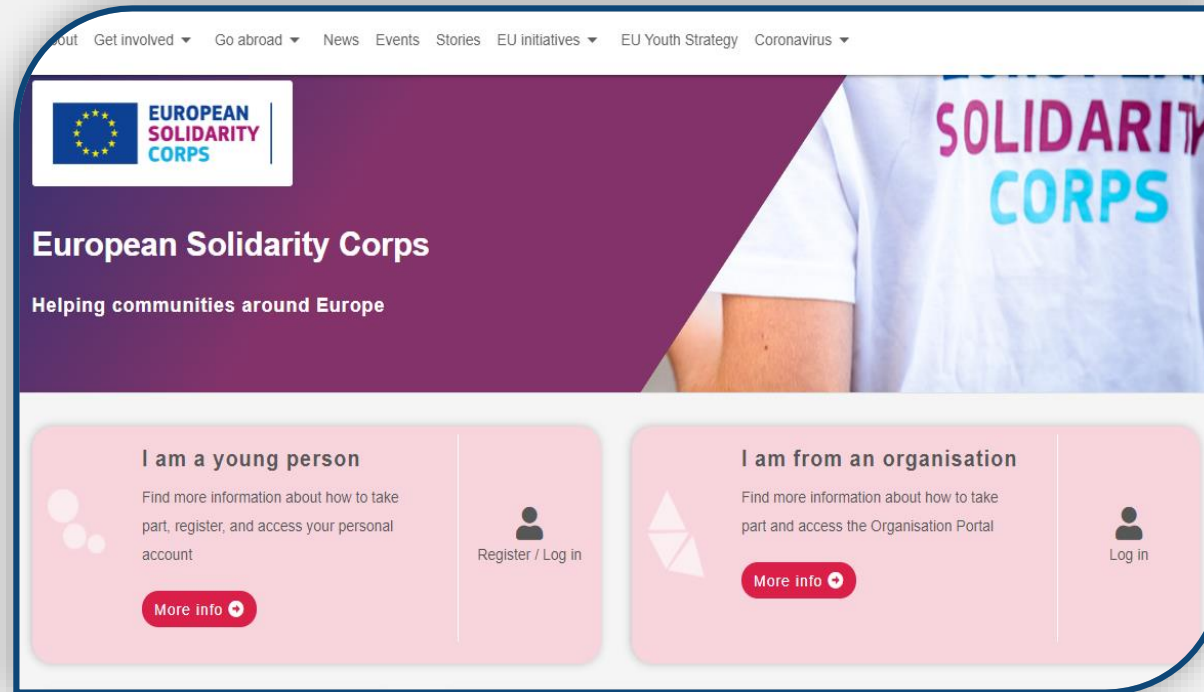 Get involved Go abroad News Events Stories EU initiatives EU Youth Strategy Coronavirus
EUROPEAN
SOLIDARITY
CORPS
SOLIDARITY
CORPS
European Solidarity Corps
Helping communities around Europe
I am a young person
Find more information about how to take
part, register, and access your personal
account
More info
Register / Log in
I am from an organisation
Find more information about how to take
part and access the Organisation Portal
More info
Log in